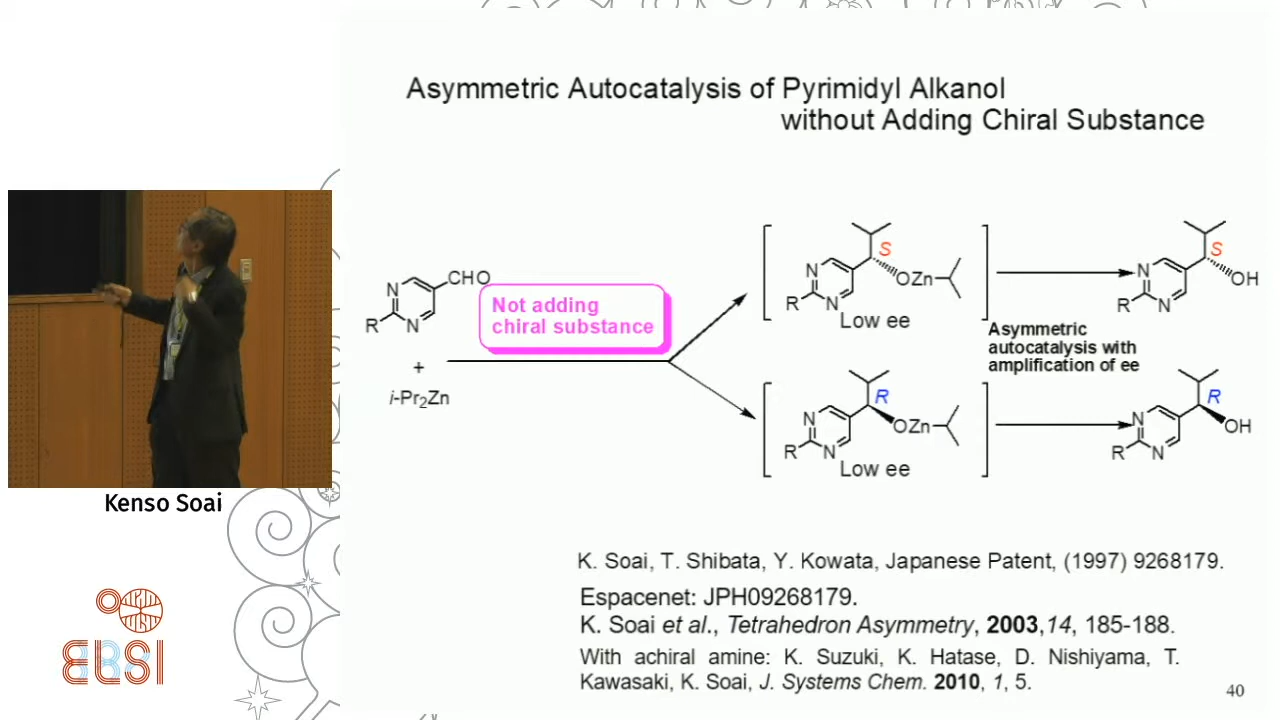 Asymmetric Autocatalysis of Pyrimidyl Alkanol
without Adding Chiral Substance
N
N
R
CHO
+
i-Pr2Zn
Not adding
chiral substance
N
N
R
S
OZn
Low ee
N
N
R
R
OZn
Low ee
Asymmetric
autocatalysis with
amplification of ee
N
N
R
S
OH
N
N
R
R
OH
Kenso Soai
K. Soai, T. Shibata, Y. Kowata, Japanese Patent, (1997) 9268179.
Espacenet: JPH09268179.
K. Soai et al., Tetrahedron Asymmetry, 2003,14, 185-188.
With achiral amine: K. Suzuki, K. Hatase, D. Nishiyama, T.
Kawasaki, K. Soai, J. Systems Chem. 2010, 1, 5.
ELSI
40